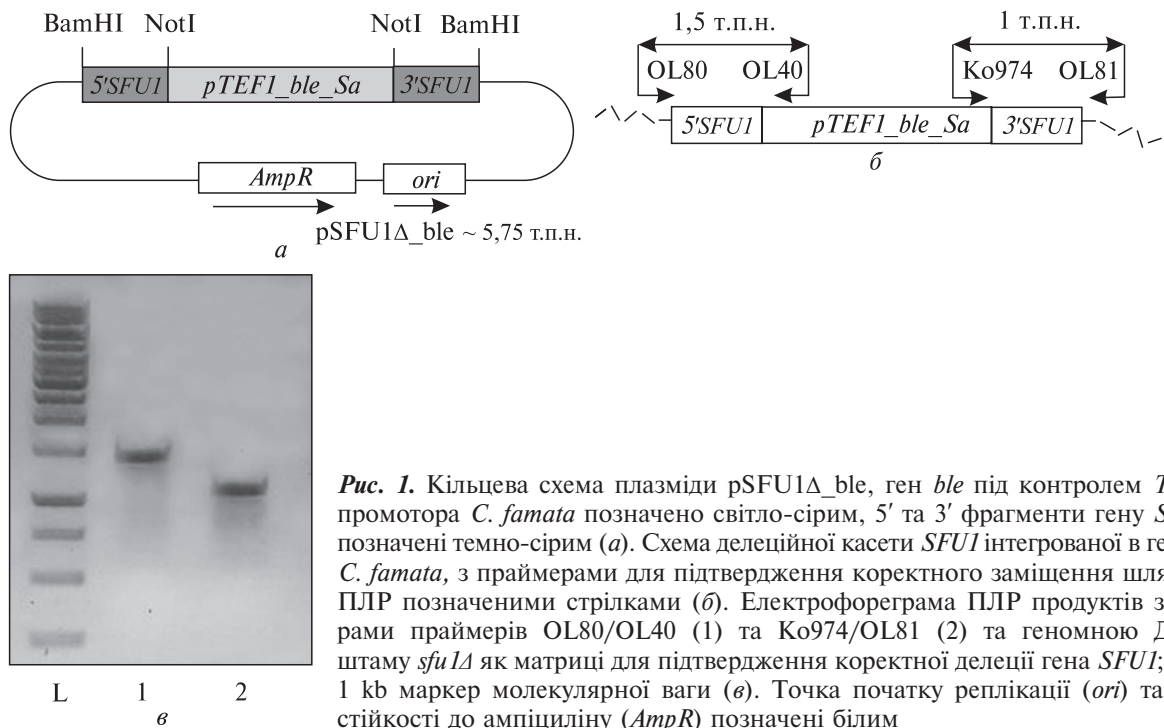 BamHI NotI NotI BamHI
5'SFU1 pTEF1_ble_Sa 3'SFU1
AmpR ori
pSFU1Δ_ble ~ 5,75 т.п.н.
а
1,5 т.п.н. 1 т.п.н.
OL80 OL40 Ko974 OL81
5'SFU1 pTEF1_ble_Sa 3'SFU1
б
L 1 2
в
Рис. 1. Кільцева схема плазміди pSFU1Δ_ble, ген ble під контролем
промотора C. famata позначено світло-сірим, 5′ та 3′ фрагменти гену
позначені темно-сірим (а). Схема делеційної касети SFU1 інтегрованої в
C. famata, з праймерами для підтвердження коректного заміщення
ПЛР позначеними стрілками (б). Електрофореграма ПЛР продуктів
рами праймерів OL80/OL40 (1) та Ko974/OL81 (2) та геномною
штаму sfu1Δ як матриці для підтвердження коректної делеції гена SFU1;
1 kb маркер молекулярної ваги (в). Точка початку реплікації (ori) та
стійкості до ампіциліну (AmpR) позначені білим